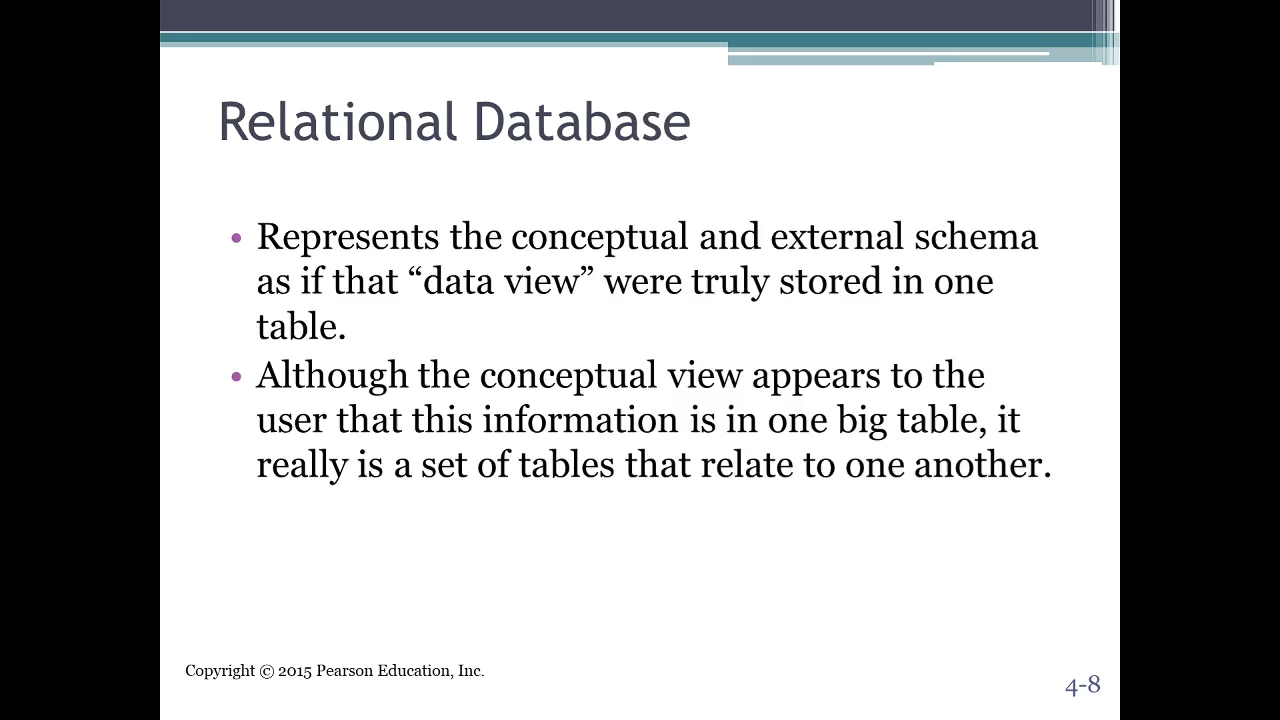 Relational Database
• Represents the conceptual and external schema
as if that “data view” were truly stored in one
table.
• Although the conceptual view appears to the
user that this information is in one big table, it
really is a set of tables that relate to one another.
Copyright © 2015 Pearson Education, Inc.
4-8